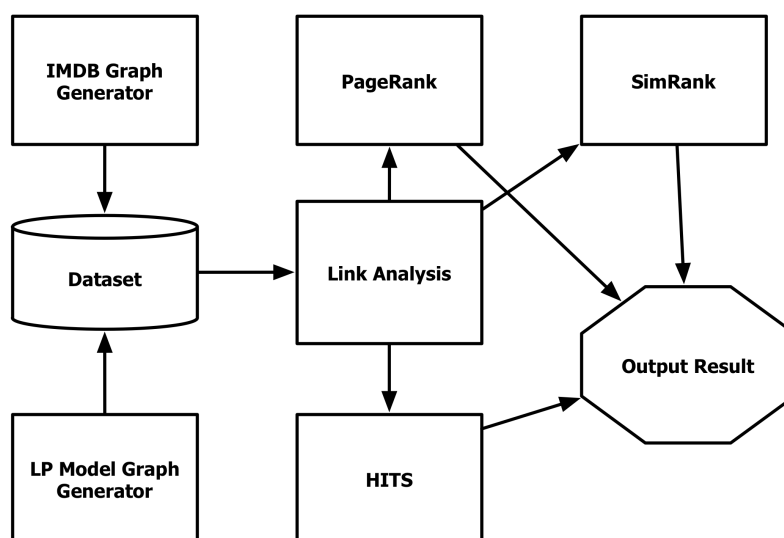 IMDB Graph
Generator
PageRank
SimRank
Dataset
Link Analysis
Output Result
LP Model Graph
Generator
HITS